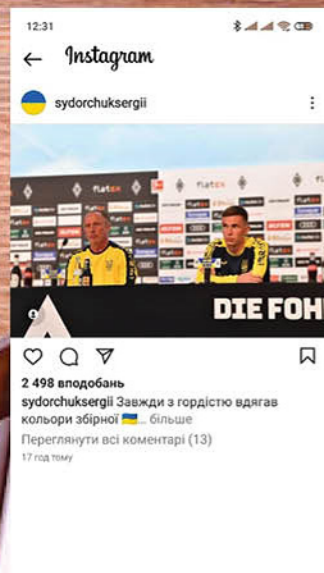 12:31
Instagram
sydorchuksergii
flatex
flatex
DIE FOH
2 498 вподобань
sydorchuksergii Завжди з гордістю вдягав
кольори збірної 🇺🇦... більше
Переглянути всі коментарі (13)
17 год тому